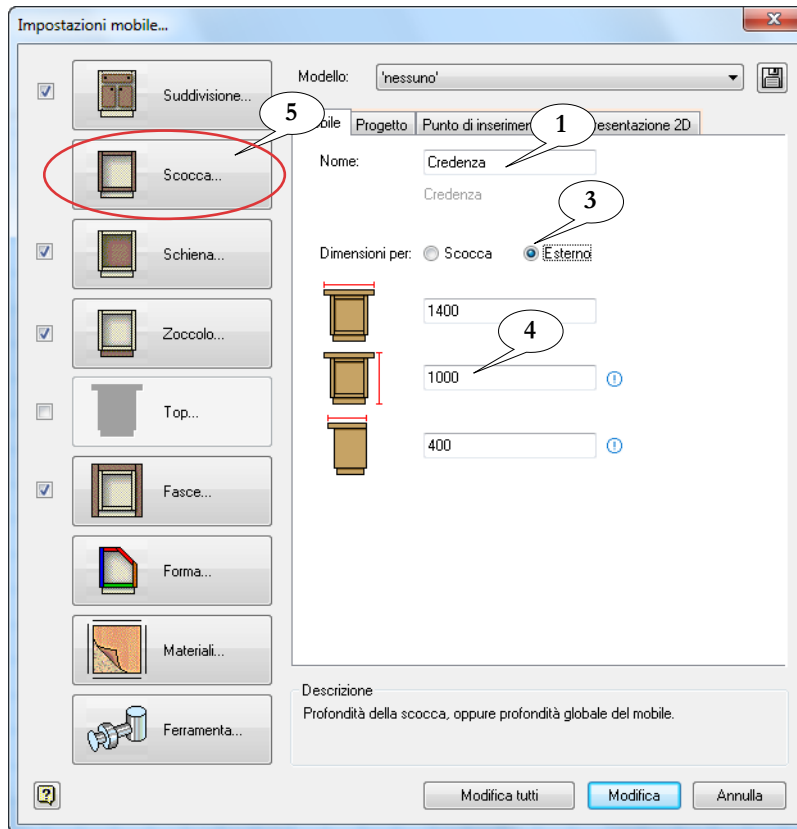 Impostazioni mobile...
Suddivisione...
Modello: 'nessuno'
5
Scocca...
bile Progetto Punto di inserimen 1 resentazione 2D
Nome: Credenza
Credenza
3
Schiena...
Dimensioni per: Scocca Esterno
1400
Zoccolo...
4
1000
Top...
400
Fasce...
Forma...
Materiali...
Descrizione
Profondità della scocca, oppure profondità globale del mobile.
Ferramenta...
Modifica tutti Modifica Annulla